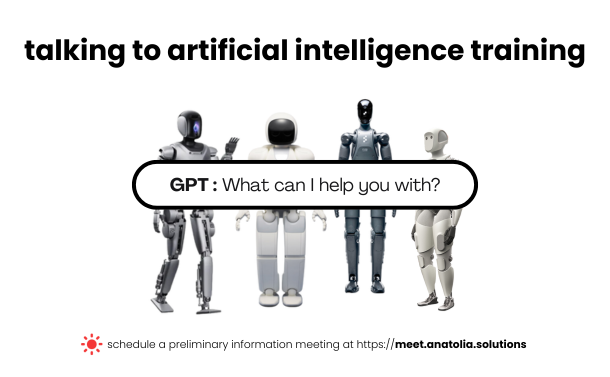 talking to artificial intelligence training
GPT : What can I help you with?
schedule a preliminary information meeting at https://meet.anatolia.solutions